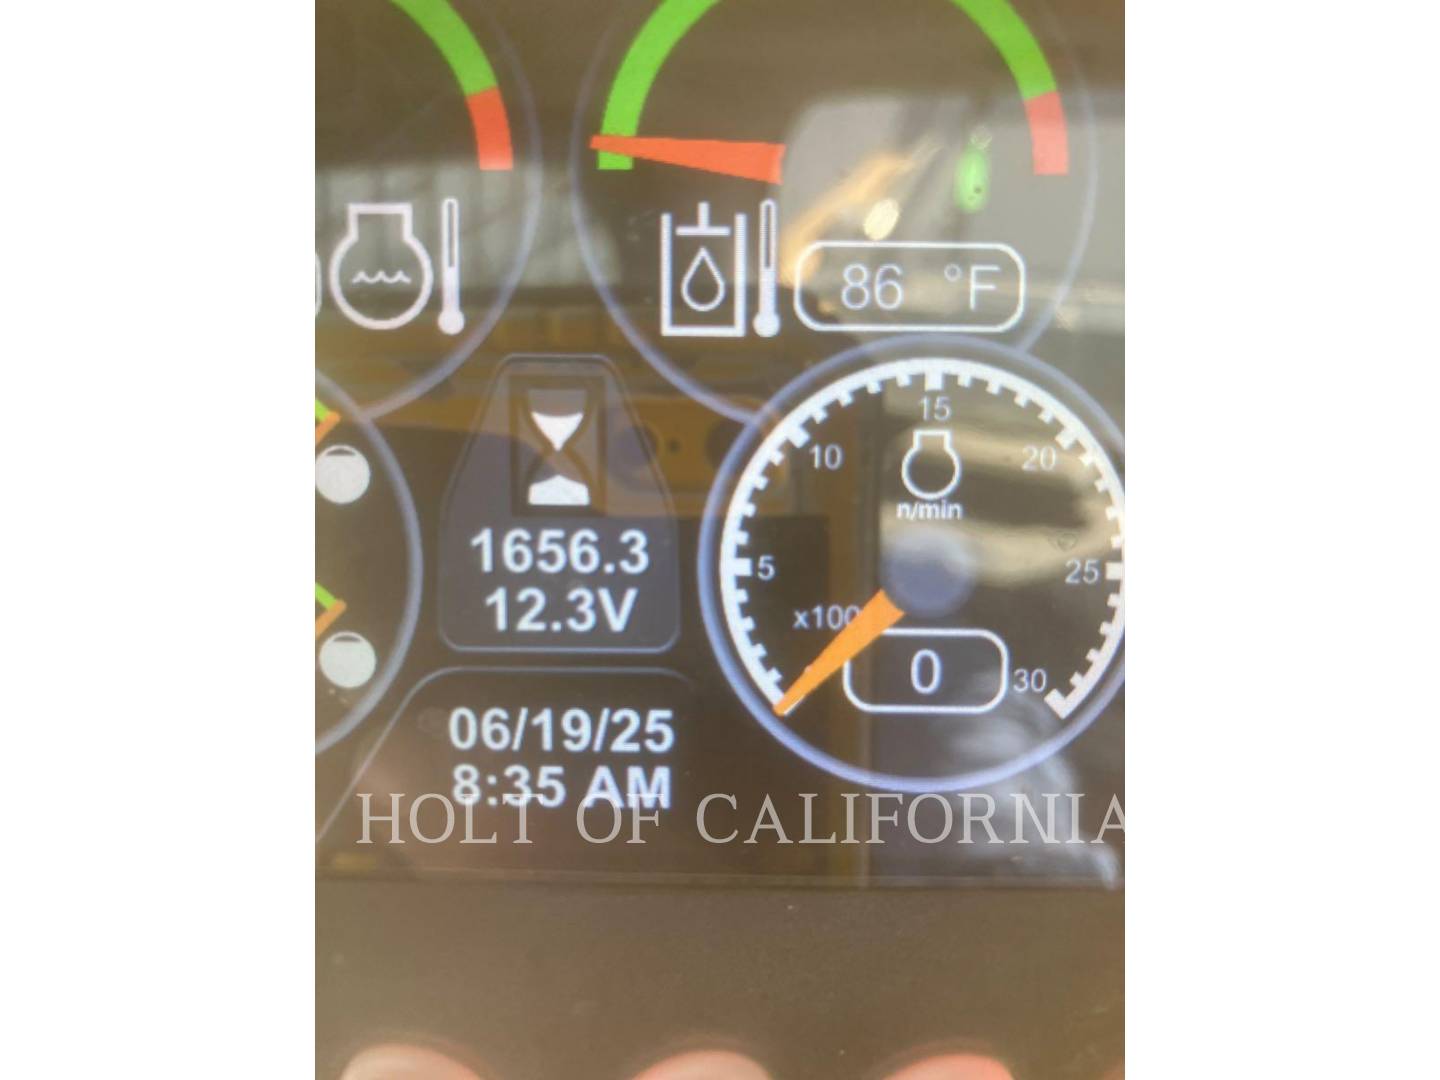 86 °F
15
10
20
n/min
5
25
x100
0
30
1656.3
12.3V
06/19/25
8:35 AM
HOLT OF CALIFORNIA